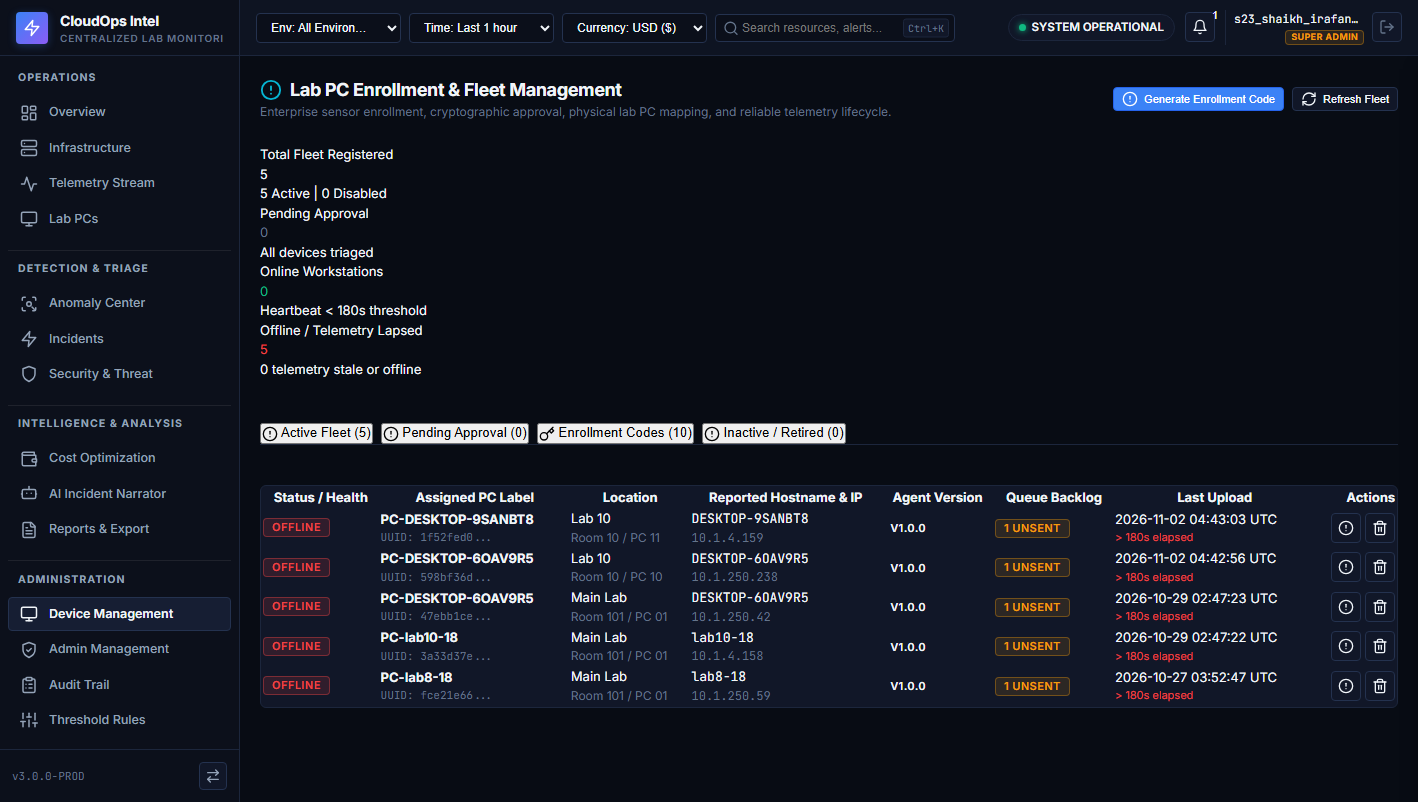 CloudOps Intel
CENTRALIZED LAB MONITORI
Env: All Environ...
Time: Last 1 hour
Currency: USD ($)
Search resources, alerts...
Ctrl+K
SYSTEM OPERATIONAL
1
s23_shaikh_irafan…
SUPER ADMIN
OPERATIONS
Overview
Infrastructure
Telemetry Stream
Lab PCs
DETECTION & TRIAGE
Anomaly Center
Incidents
Security & Threat
INTELLIGENCE & ANALYSIS
Cost Optimization
AI Incident Narrator
Reports & Export
ADMINISTRATION
Device Management
Admin Management
Audit Trail
Threshold Rules
v3.0.0-PROD
Lab PC Enrollment & Fleet Management
Enterprise sensor enrollment, cryptographic approval, physical lab PC mapping, and reliable telemetry lifecycle.
Generate Enrollment Code
Refresh Fleet
Total Fleet Registered
5
5 Active | 0 Disabled
Pending Approval
0
All devices triaged
Online Workstations
0
Heartbeat < 180s threshold
Offline / Telemetry Lapsed
5
0 telemetry stale or offline
Active Fleet (5)
Pending Approval (0)
Enrollment Codes (10)
Inactive / Retired (0)
Status / Health Assigned PC Label Location Reported Hostname & IP Agent Version Queue Backlog Last Upload Actions
OFFLINE PC-DESKTOP-9SANBT8 Lab 10 DESKTOP-9SANBT8 V1.0.0 1 UNSENT 2026-11-02 04:43:03 UTC
UUID: 1f52fed0... Room 10 / PC 11 10.1.4.159 > 180s elapsed
OFFLINE PC-DESKTOP-6OAV9R5 Lab 10 DESKTOP-6OAV9R5 V1.0.0 1 UNSENT 2026-11-02 04:42:56 UTC
UUID: 598bf36d... Room 10 / PC 10 10.1.250.238 > 180s elapsed
OFFLINE PC-DESKTOP-6OAV9R5 Main Lab DESKTOP-6OAV9R5 V1.0.0 1 UNSENT 2026-10-29 02:47:23 UTC
UUID: 47ebb1ce... Room 101 / PC 01 10.1.250.42 > 180s elapsed
OFFLINE PC-lab10-18 Main Lab lab10-18 V1.0.0 1 UNSENT 2026-10-29 02:47:22 UTC
UUID: 3a33d37e... Room 101 / PC 01 10.1.4.158 > 180s elapsed
OFFLINE PC-lab8-18 Main Lab lab8-18 V1.0.0 1 UNSENT 2026-10-27 03:52:47 UTC
UUID: fce21e66... Room 101 / PC 01 10.1.250.59 > 180s elapsed